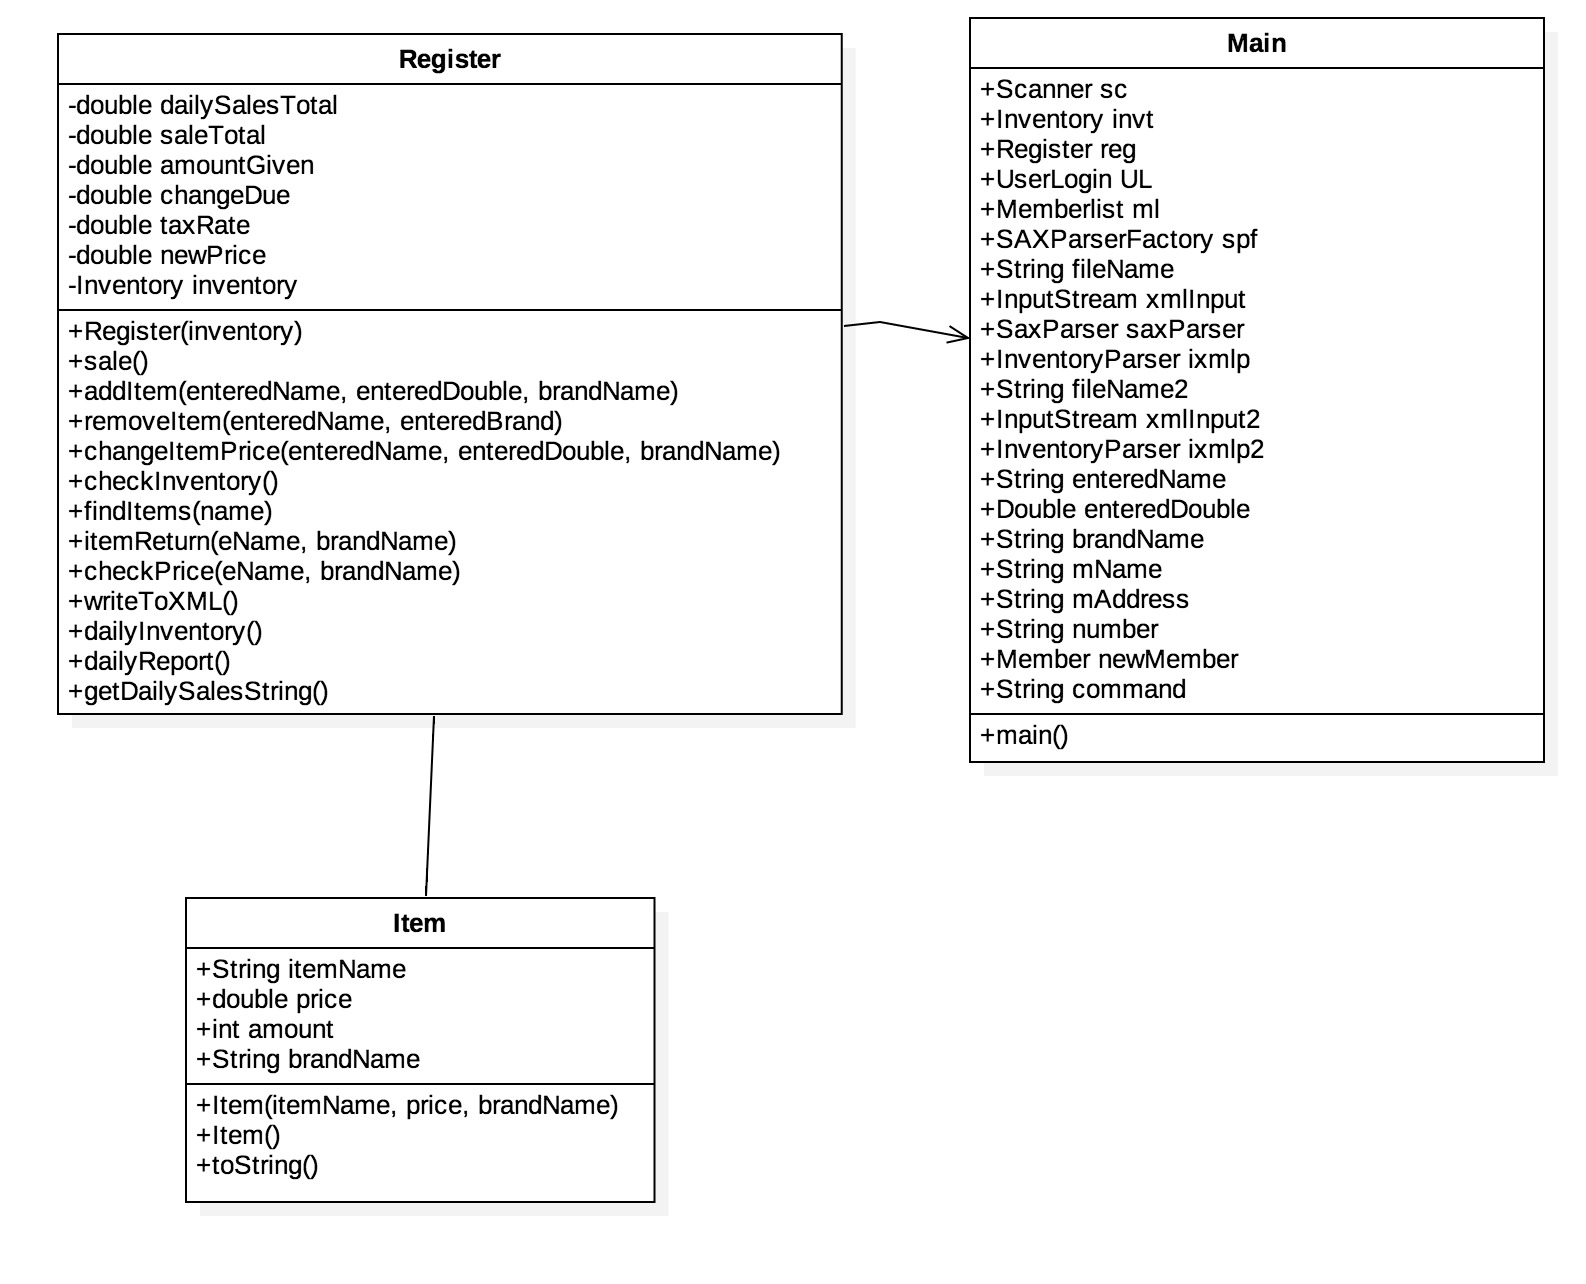 Register
-double dailySalesTotal
-double saleTotal
-double amountGiven
-double changeDue
-double taxRate
-double newPrice
-Inventory inventory
+Register(inventory)
+sale()
+addItem(enteredName, enteredDouble, brandName)
+removeItem(enteredName, enteredBrand)
+changeItemPrice(enteredName, enteredDouble, brandName)
+checkInventory()
+findItems(name)
+itemReturn(eName, brandName)
+checkPrice(eName, brandName)
+writeToXML()
+dailyInventory()
+dailyReport()
+getDailySalesString()
Main
+Scanner sc
+Inventory invt
+Register reg
+UserLogin UL
+Memberlist ml
+SAXParserFactory spf
+String fileName
+InputStream xmlInput
+SaxParser saxParser
+InventoryParser ixmlp
+String fileName2
+InputStream xmlInput2
+InventoryParser ixmlp2
+String enteredName
+Double enteredDouble
+String brandName
+String mName
+String mAddress
+String number
+Member newMember
+String command
+main()
Item
+String itemName
+double price
+int amount
+String brandName
+Item(itemName, price, brandName)
+Item()
+toString()